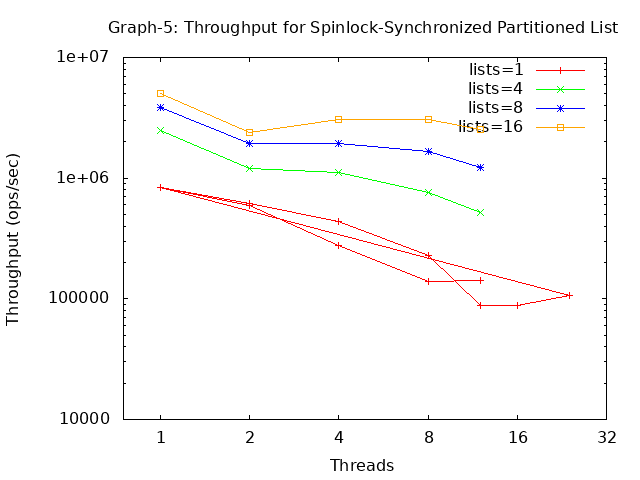 Graph-5: Throughput for Spinlock-Synchronized Partitioned List
1e+07
1e+06
100000
10000
Throughput (ops/sec)
lists=1
lists=4
lists=8
lists=16
1 2 4 8 16 32
Threads